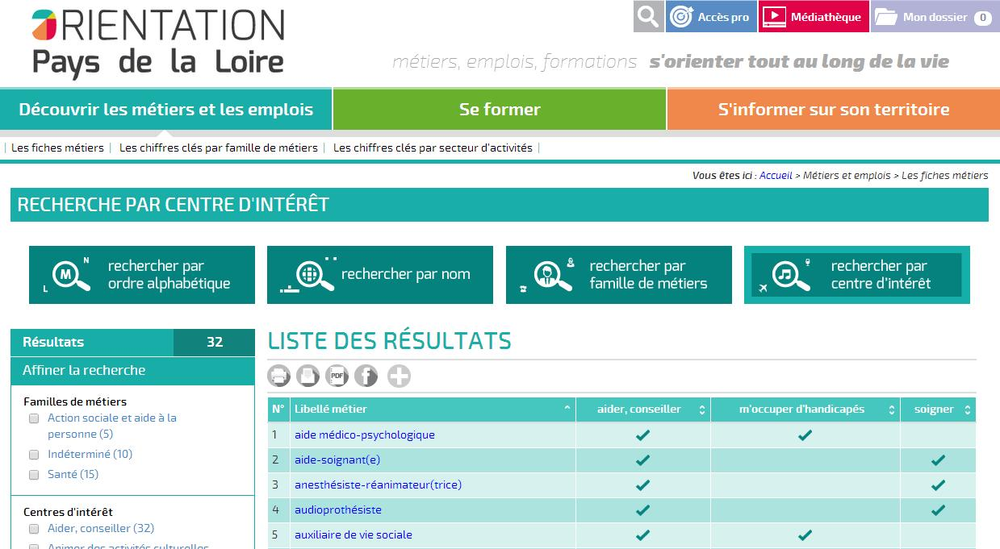 ORIENTATION
Pays de la Loire
Accès pro
Médiathèque
Mon dossier 0
métiers, emplois, formations s'orienter tout au long de la vie
Découvrir les métiers et les emplois
Se former
S'informer sur son territoire
| Les fiches métiers | Les chiffres clés par famille de métiers | Les chiffres clés par secteur d'activités |
Vous êtes ici : Accueil > Métiers et emplois > Les fiches métiers
RECHERCHE PAR CENTRE D'INTÉRÊT
M N L
rechercher par
ordre alphabétique
rechercher par nom
rechercher par
famille de métiers
rechercher par
centre d'intérêt
Résultats 32
Affiner la recherche
Familles de métiers
Action sociale et aide à la
personne (5)
Indéterminé (10)
Santé (15)
Centres d'intérêt
Aider, conseiller (32)
Animer des activités culturelles
LISTE DES RÉSULTATS
PDF f
N° Libellé métier aider, conseiller m'occuper d'handicapés soigner
1 aide médico-psychologique ✔ ✔
2 aide-soignant(e) ✔ ✔
3 anesthésiste-réanimateur(trice) ✔ ✔
4 audioprothésiste ✔ ✔
5 auxiliaire de vie sociale ✔ ✔